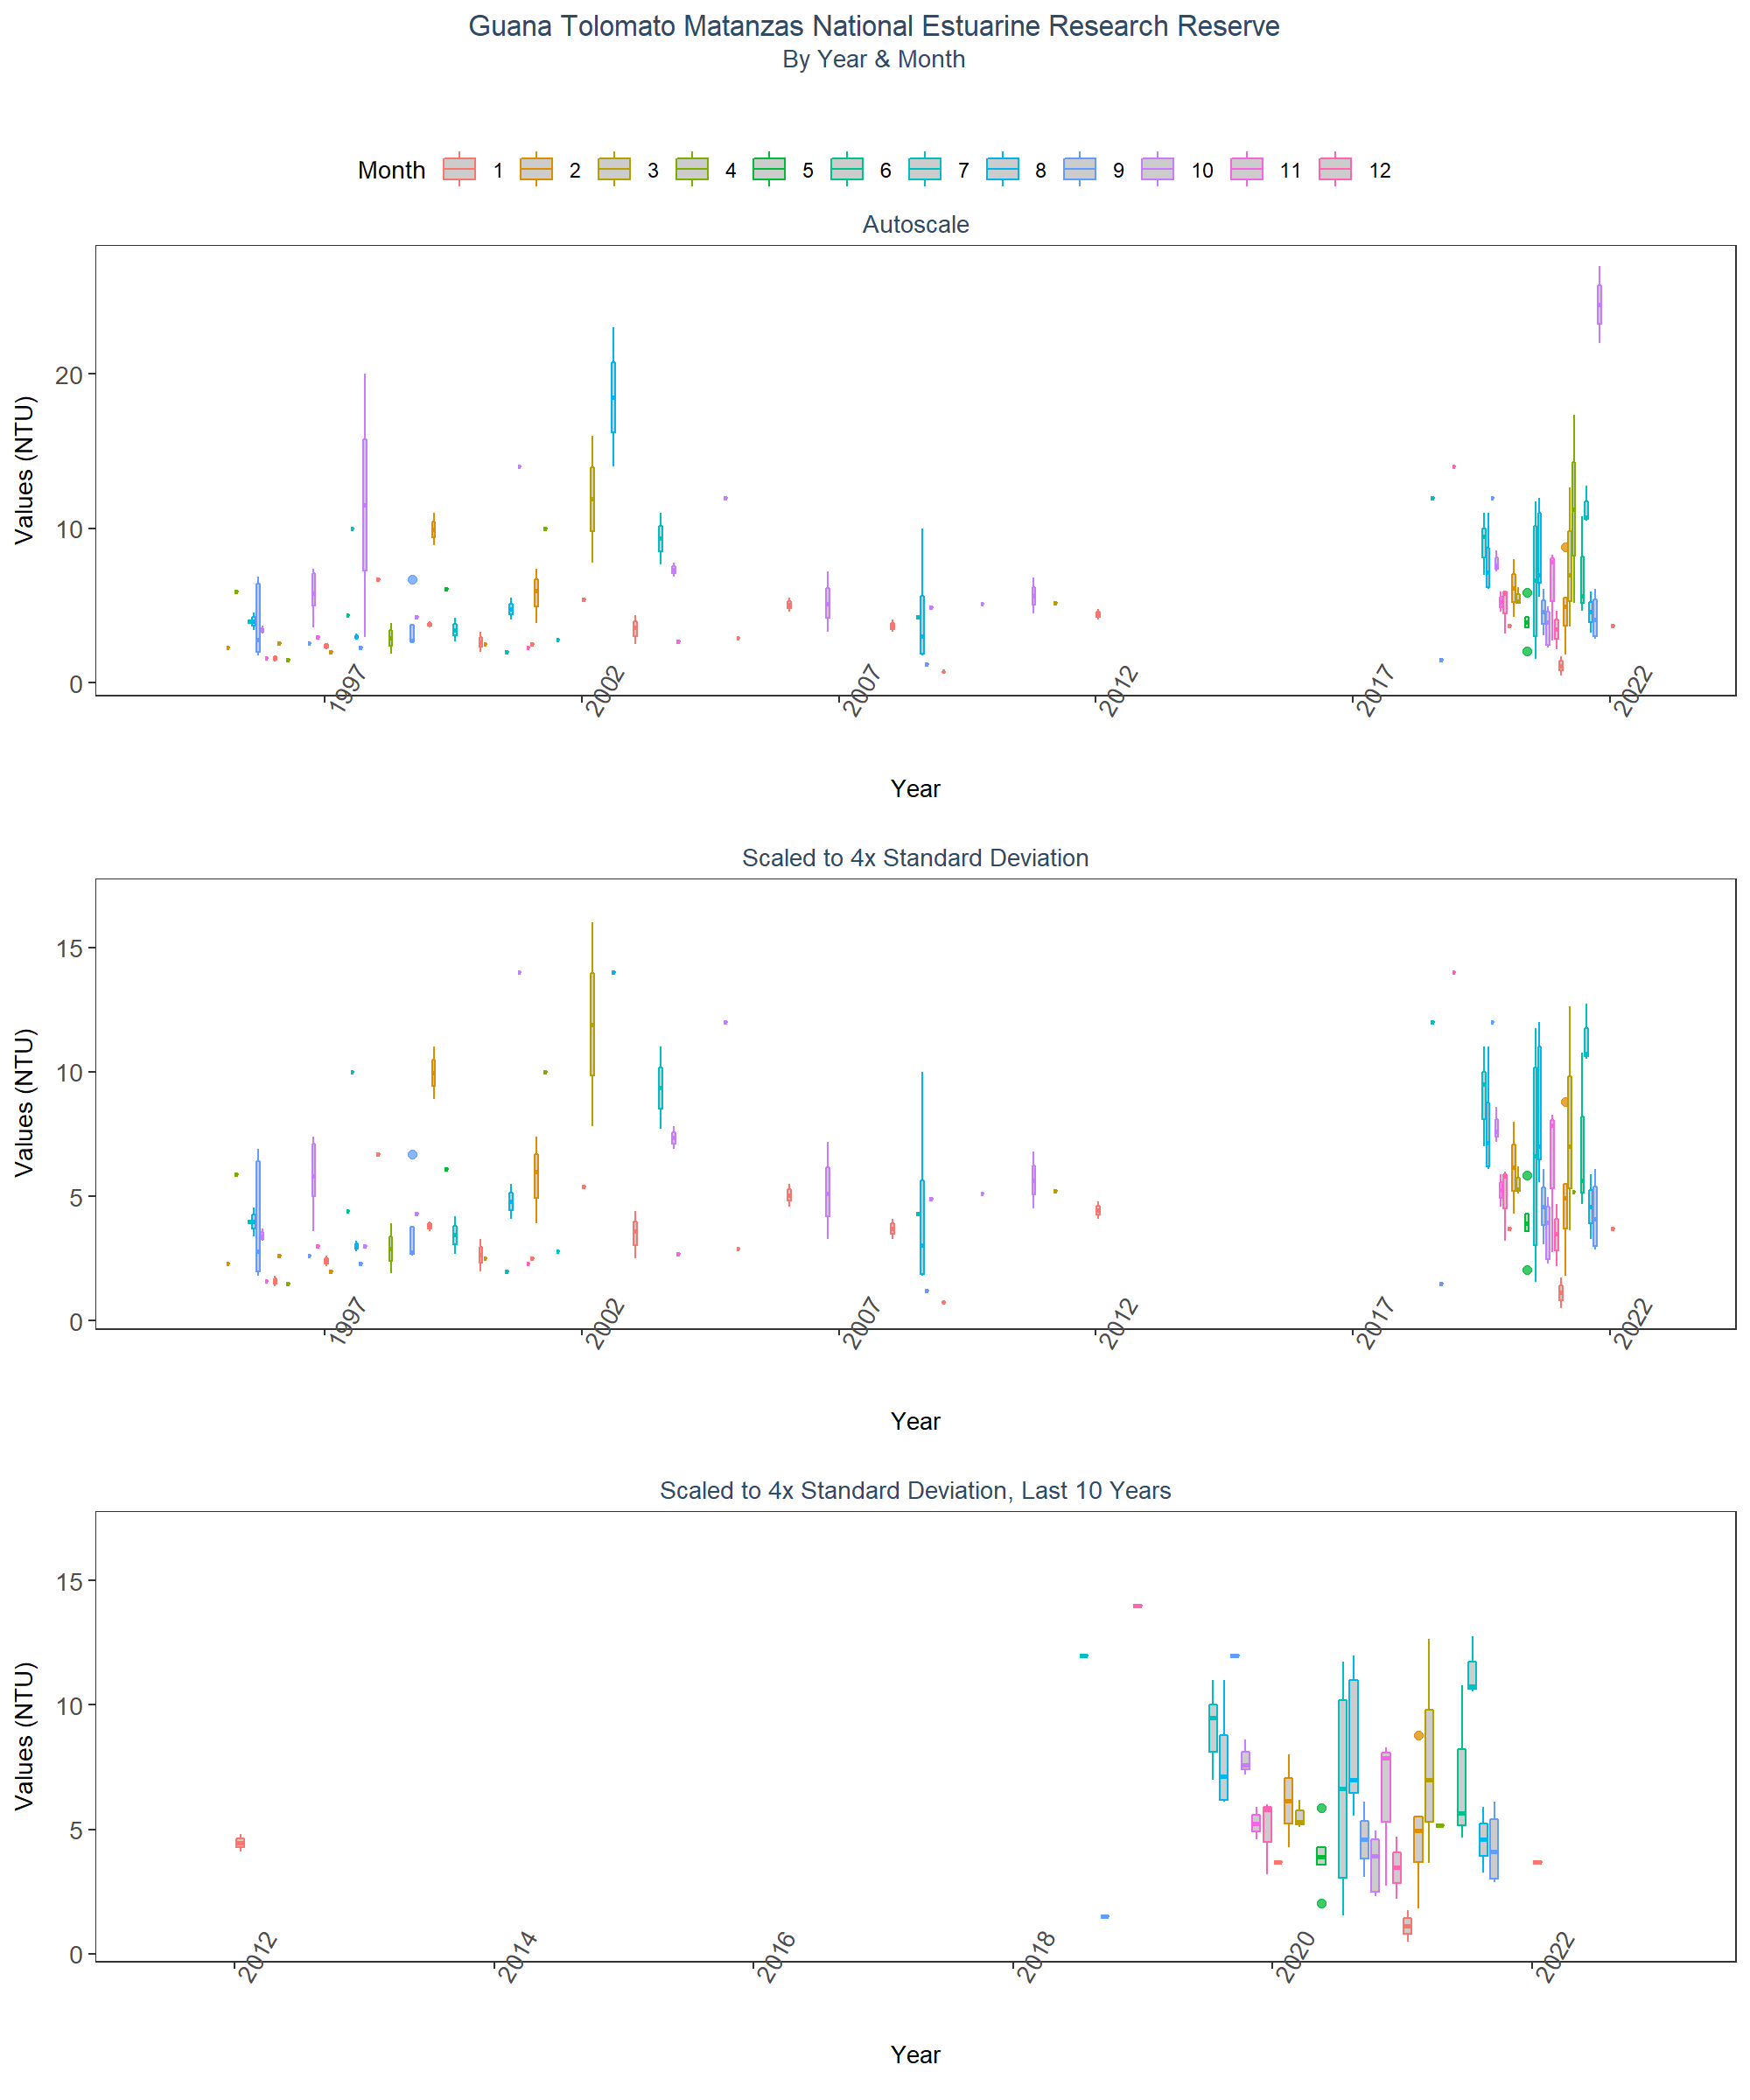 Guana Tolomato Matanzas National Estuarine Research Reserve
By Year & Month
Month 1 2 3 4 5 6 7 8 9 10 11 12
Autoscale
Values (NTU)
20
10
0
1997 2002 2007 2012 2017 2022
Year
Scaled to 4x Standard Deviation
Values (NTU)
15
10
5
0
1997 2002 2007 2012 2017 2022
Year
Scaled to 4x Standard Deviation, Last 10 Years
Values (NTU)
15
10
5
0
2012 2014 2016 2018 2020 2022
Year